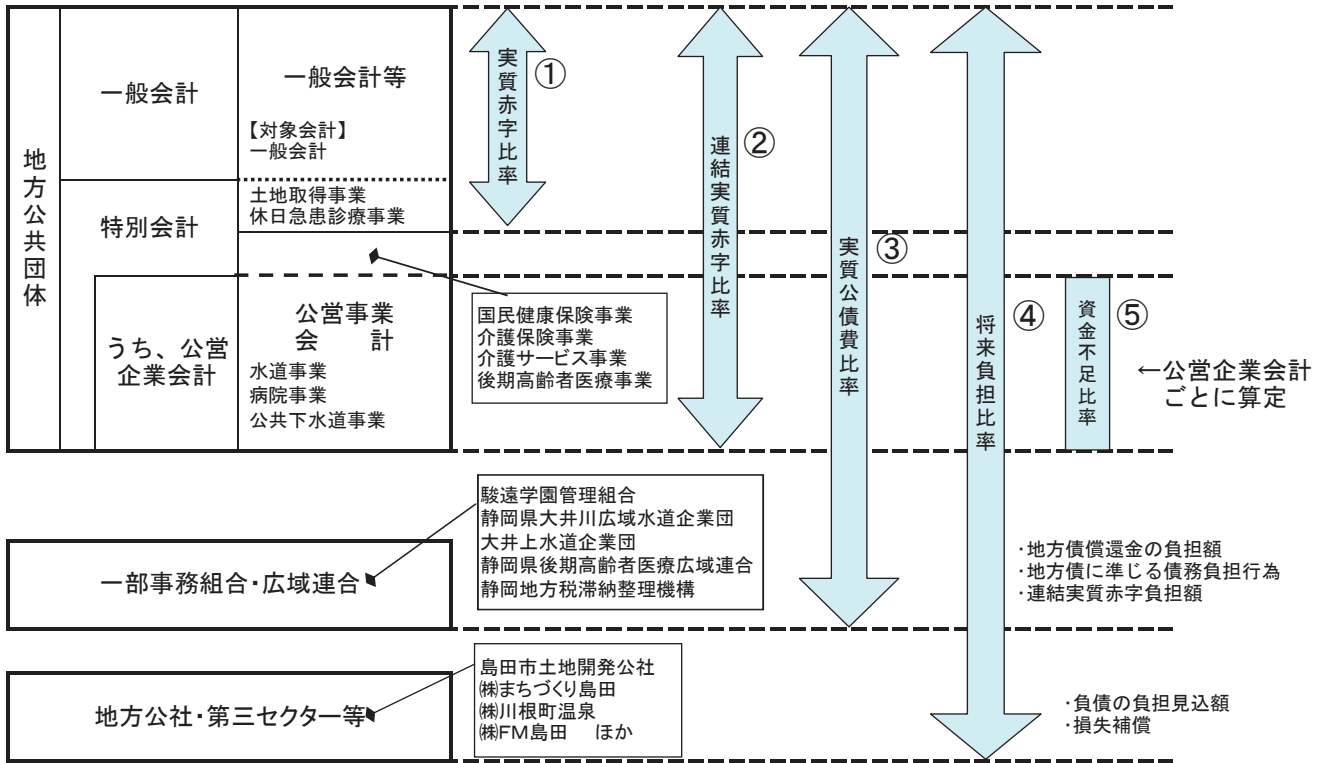 地方公共団体
一般会計
特別会計
うち、公営
企業会計
一般会計等
【対象会計】
一般会計
土地取得事業
休日急患診療事業
公営事業
会　　計
水道事業
病院事業
公共下水道事業
実質赤字比率
①
連結実質赤字比率
②
実質公債費比率
③
将来負担比率
④
資金不足比率
⑤
←公営企業会計
ごとに算定
国民健康保険事業
介護保険事業
介護サービス事業
後期高齢者医療事業
一部事務組合・広域連合
駿遠学園管理組合
静岡県大井川広域水道企業団
大井上水道企業団
静岡県後期高齢者医療広域連合
静岡地方税滞納整理機構
・地方債償還金の負担額
・地方債に準じる債務負担行為
・連結実質赤字負担額
地方公社・第三セクター等
島田市土地開発公社
㈱まちづくり島田
㈱川根町温泉
㈱FM島田　ほか
・負債の負担見込額
・損失補償